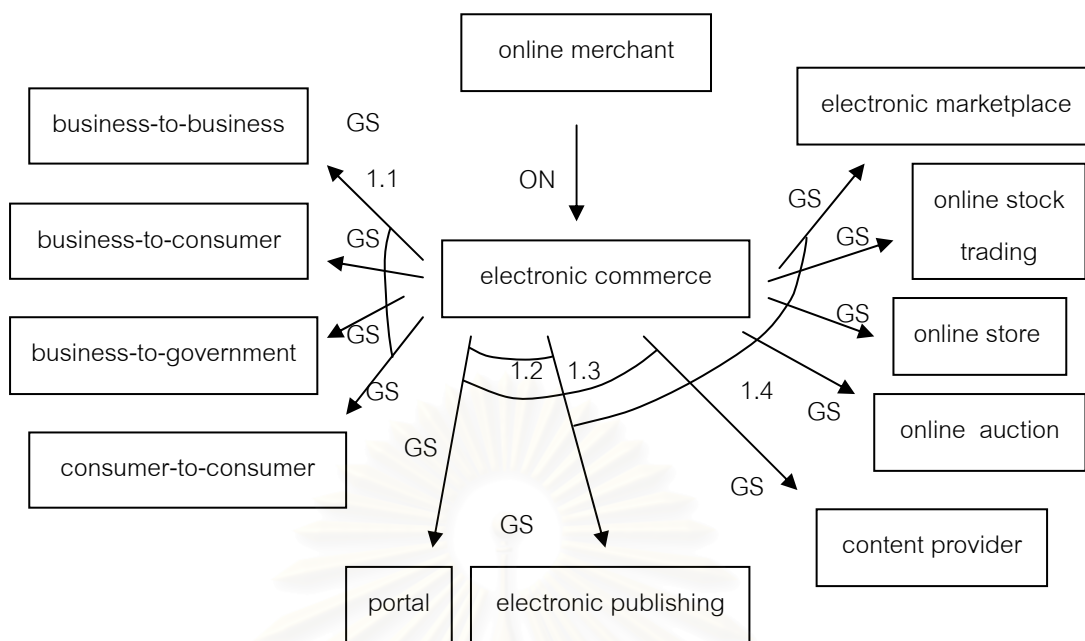 online merchant
electronic marketplace
business-to-business
GS
1.1
ON
GS
online stock
trading
business-to-consumer
GS
GS
electronic commerce
business-to-government
GS
GS
online store
1.2
1.3
1.4
GS
GS
online auction
consumer-to-consumer
GS
GS
content provider
GS
portal
electronic publishing